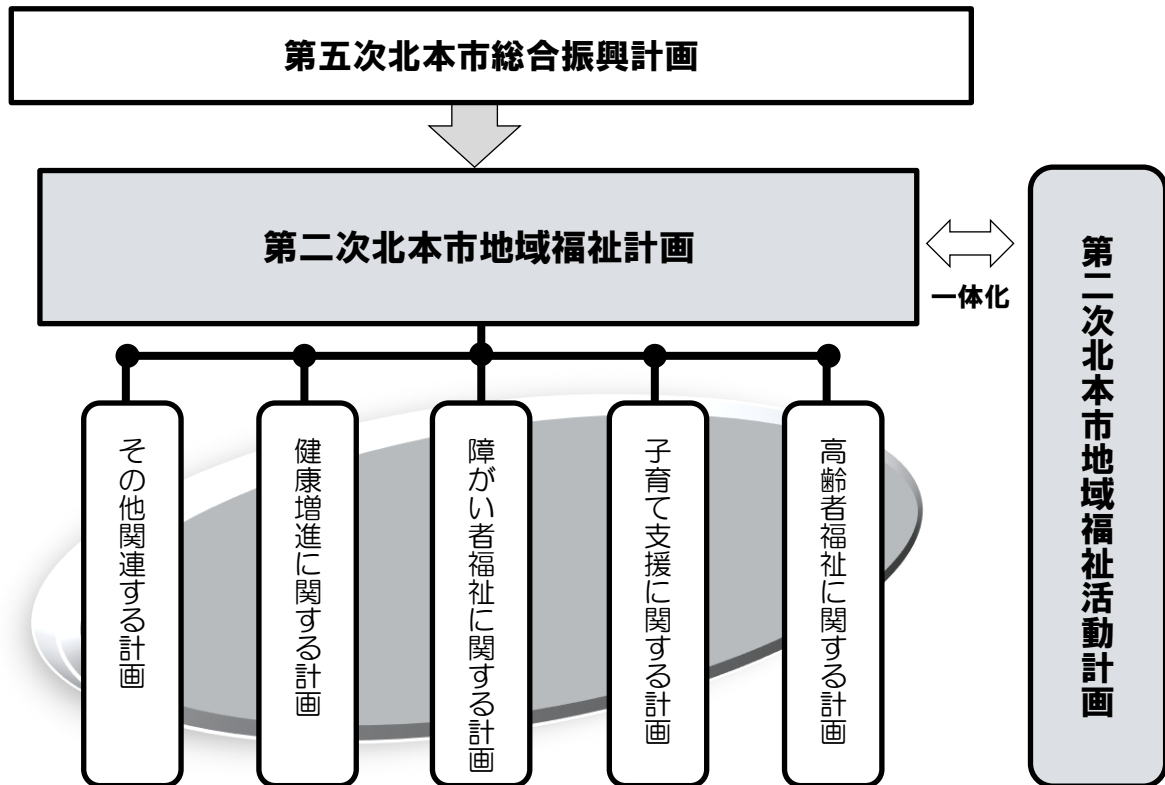 第五次北本市総合振興計画
第二次北本市地域福祉計画
一体化
第二次北本市地域福祉活動計画
高齢者福祉に関する計画
子育て支援に関する計画
障がい者福祉に関する計画
健康増進に関する計画
その他関連する計画